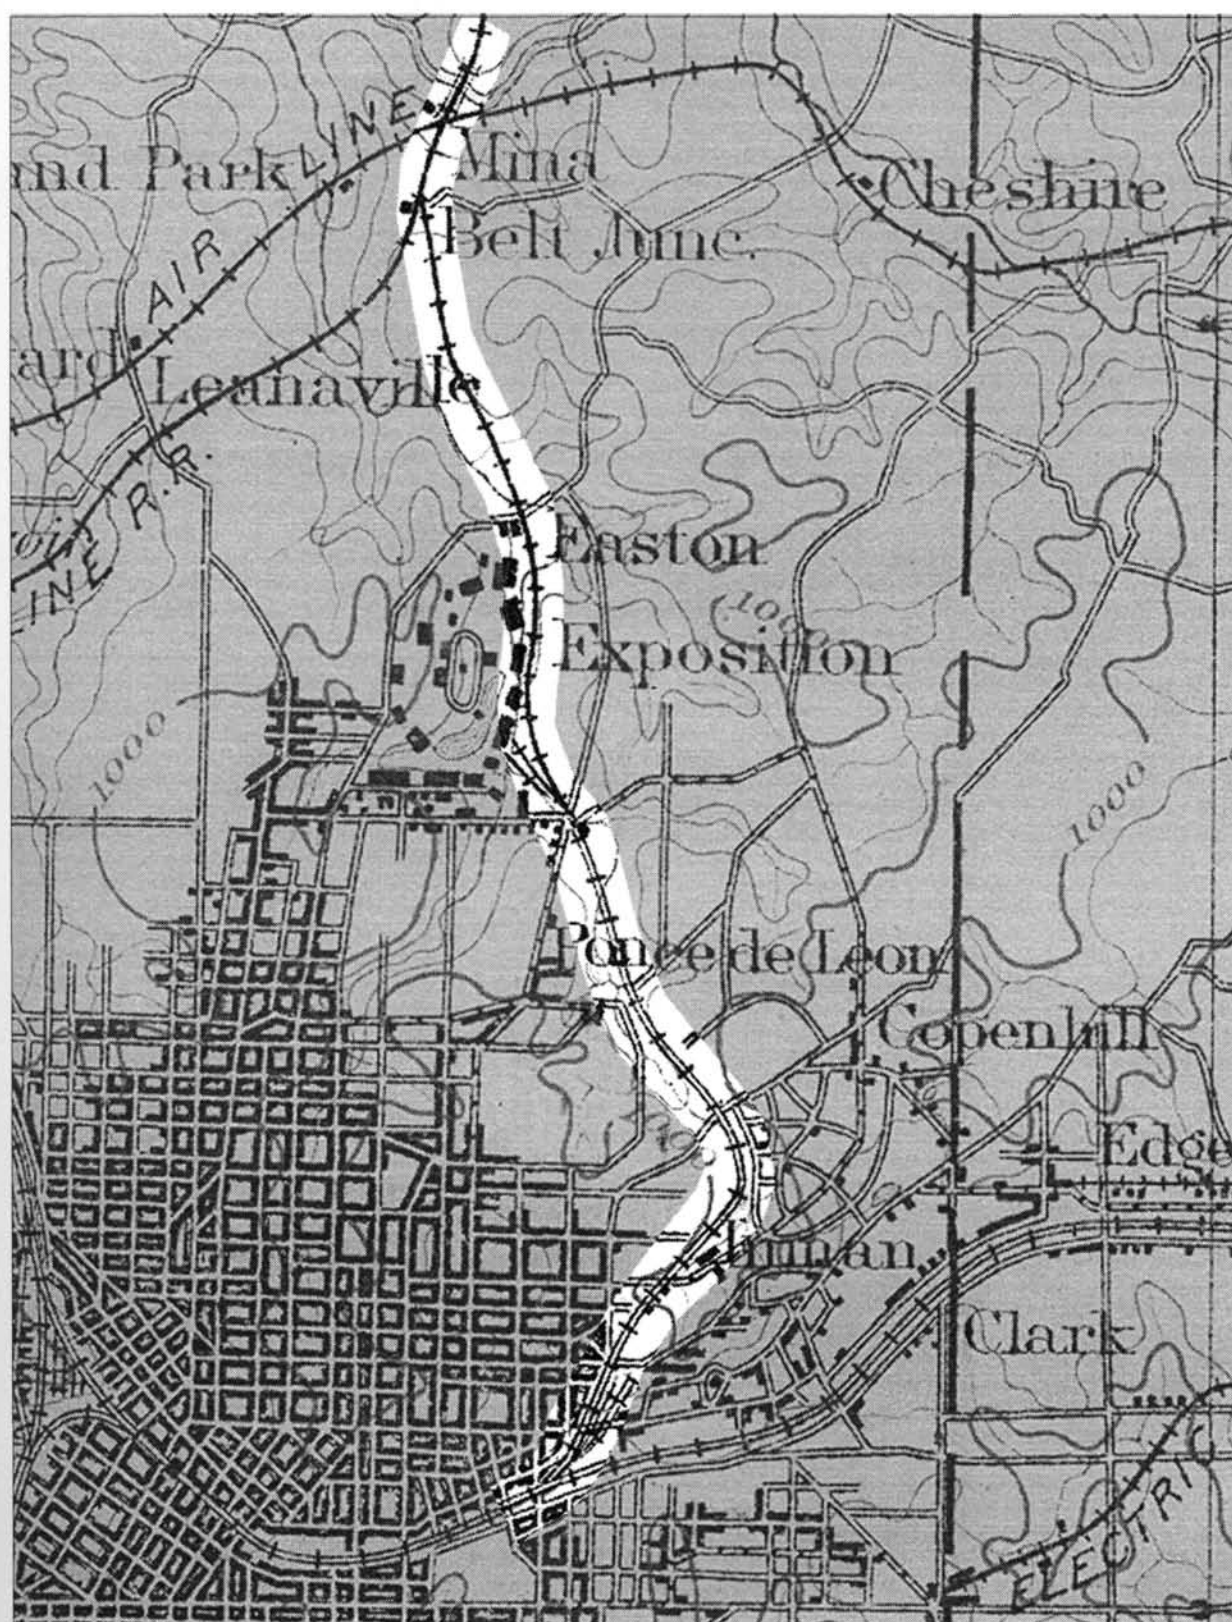 LINE
Mina
and Park
Cheshire
Belt Junc.
AIR
ard
Leanaville
R.R.
LINE
Easton
1000
Exposition
1000
1000
Ponce de Leon
Copenhill
Edge
Inman
Clark
ELECTRIC